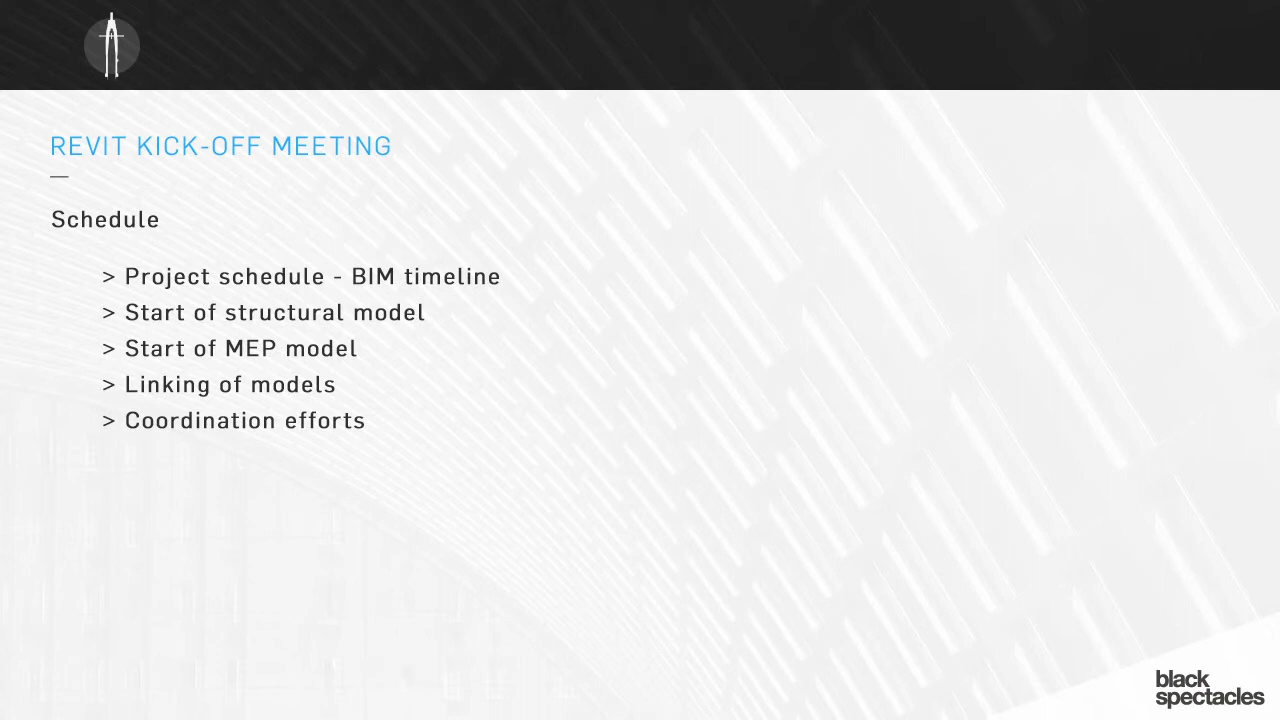 REVIT KICK-OFF MEETING
Schedule
> Project schedule - BIM timeline
> Start of structural model
> Start of MEP model
> Linking of models
> Coordination efforts
black
spectacles